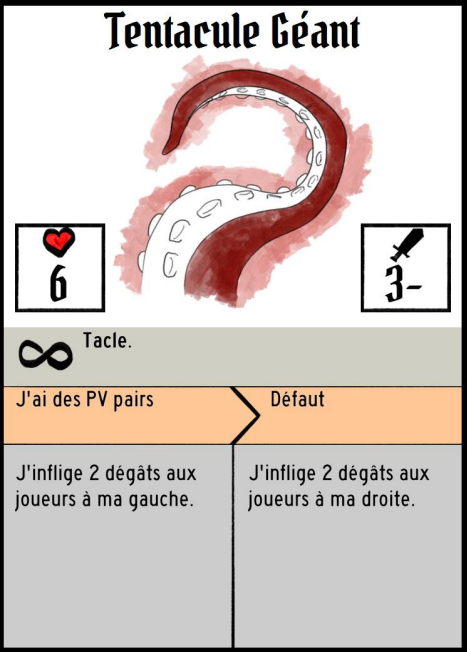 Tentacule Géant
6
3-
∞ Tacle.
J'ai des PV pairs
Défaut
J'inflige 2 dégâts aux
joueurs à ma gauche.
J'inflige 2 dégâts aux
joueurs à ma droite.